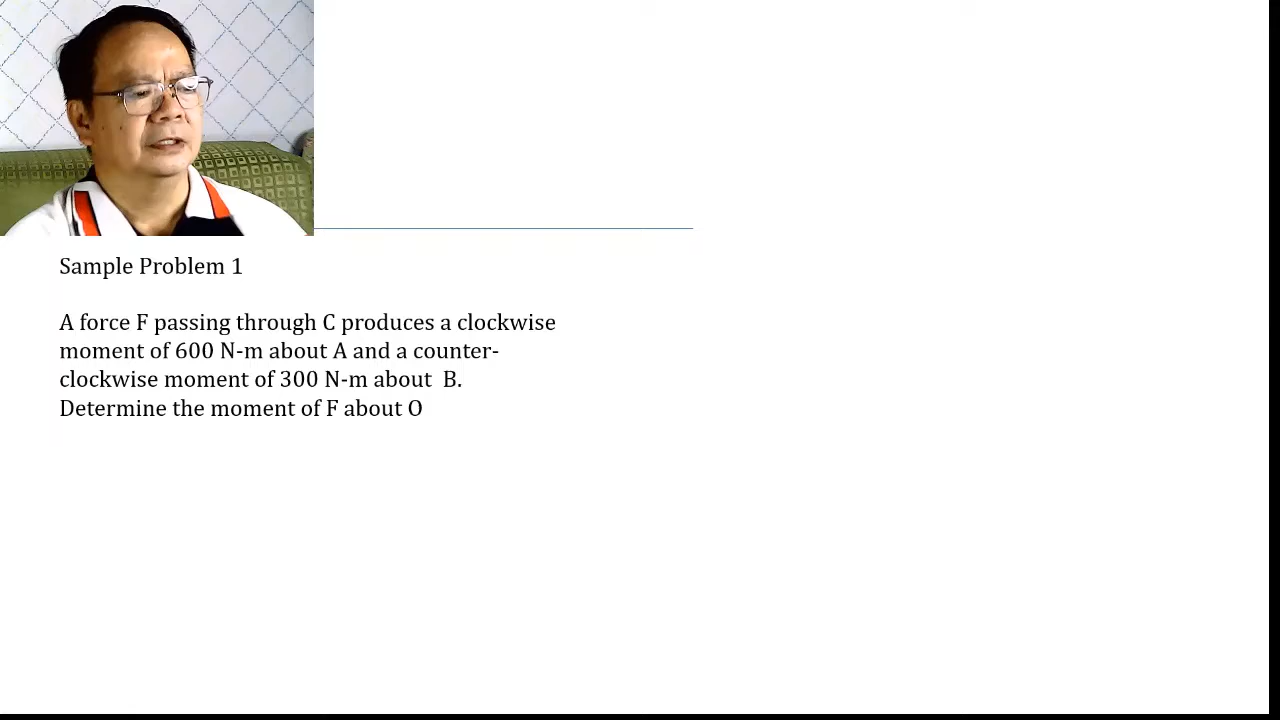 Sample Problem 1
A force F passing through C produces a clockwise
moment of 600 N-m about A and a counter-
clockwise moment of 300 N-m about B.
Determine the moment of F about O